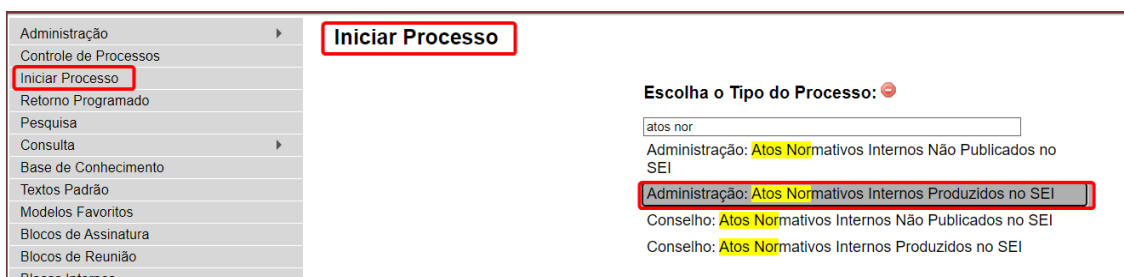 Administração
Controle de Processos
Iniciar Processo
Retorno Programado
Pesquisa
Consulta
Base de Conhecimento
Textos Padrão
Modelos Favoritos
Blocos de Assinatura
Blocos de Reunião
Blocos Internos
Iniciar Processo
Escolha o Tipo do Processo:
atos nor
Administração: Atos Normativos Internos Não Publicados no
SEI
Administração: Atos Normativos Internos Produzidos no SEI
Conselho: Atos Normativos Internos Não Publicados no SEI
Conselho: Atos Normativos Internos Produzidos no SEI